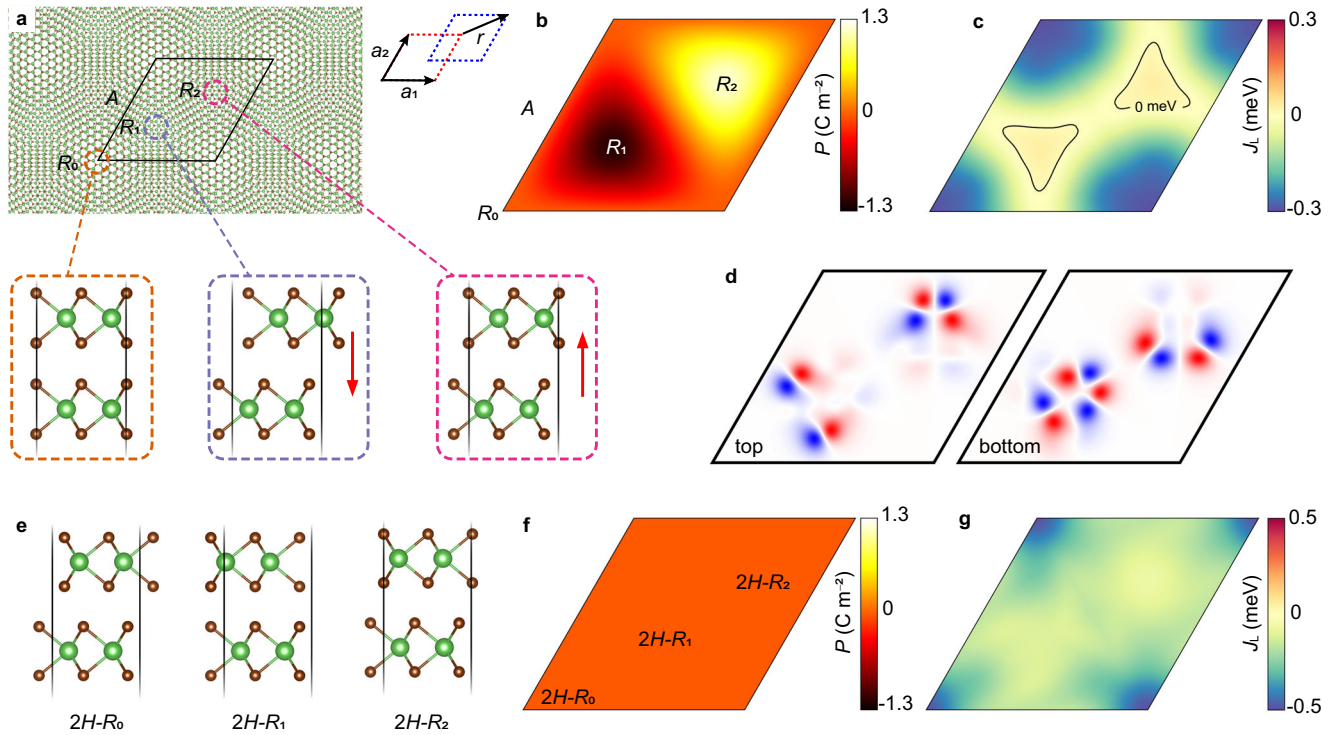 a
a₂
a₁
r
A
R₀
R₁
R₂
b
A
R₀
R₁
R₂
1.3
0
-1.3
P (C m⁻²)
c
0 meV
0.3
0
-0.3
J⊥ (meV)
d
top
bottom
e
2H-R₀
2H-R₁
2H-R₂
f
2H-R₀
2H-R₁
2H-R₂
1.3
0
-1.3
P (C m⁻²)
g
0.5
0
-0.5
J⊥ (meV)